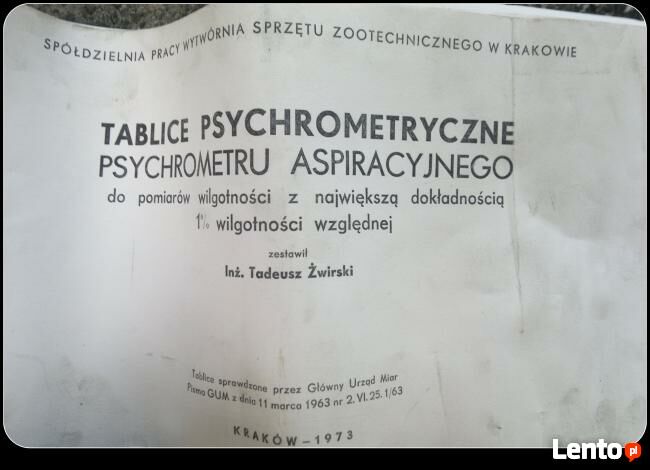 SPÓŁDZIELNIA PRACY WYTWÓRNIA SPRZĘTU ZOOTECHNICZNEGO W KRAKOWIE
TABLICE PSYCHROMETRYCZNE
PSYCHROMETRU ASPIRACYJNEGO
do pomiarów wilgotności z największą dokładnością
1% wilgotności względnej
zestawił
Inż. Tadeusz Żwirski
Tablice sprawdzone przez Główny Urząd Miar
Pismo GUM z dnia 11 marca 1963 nr 2. VI. 25. 1/63
KRAKÓW – 1973
Lento.pl